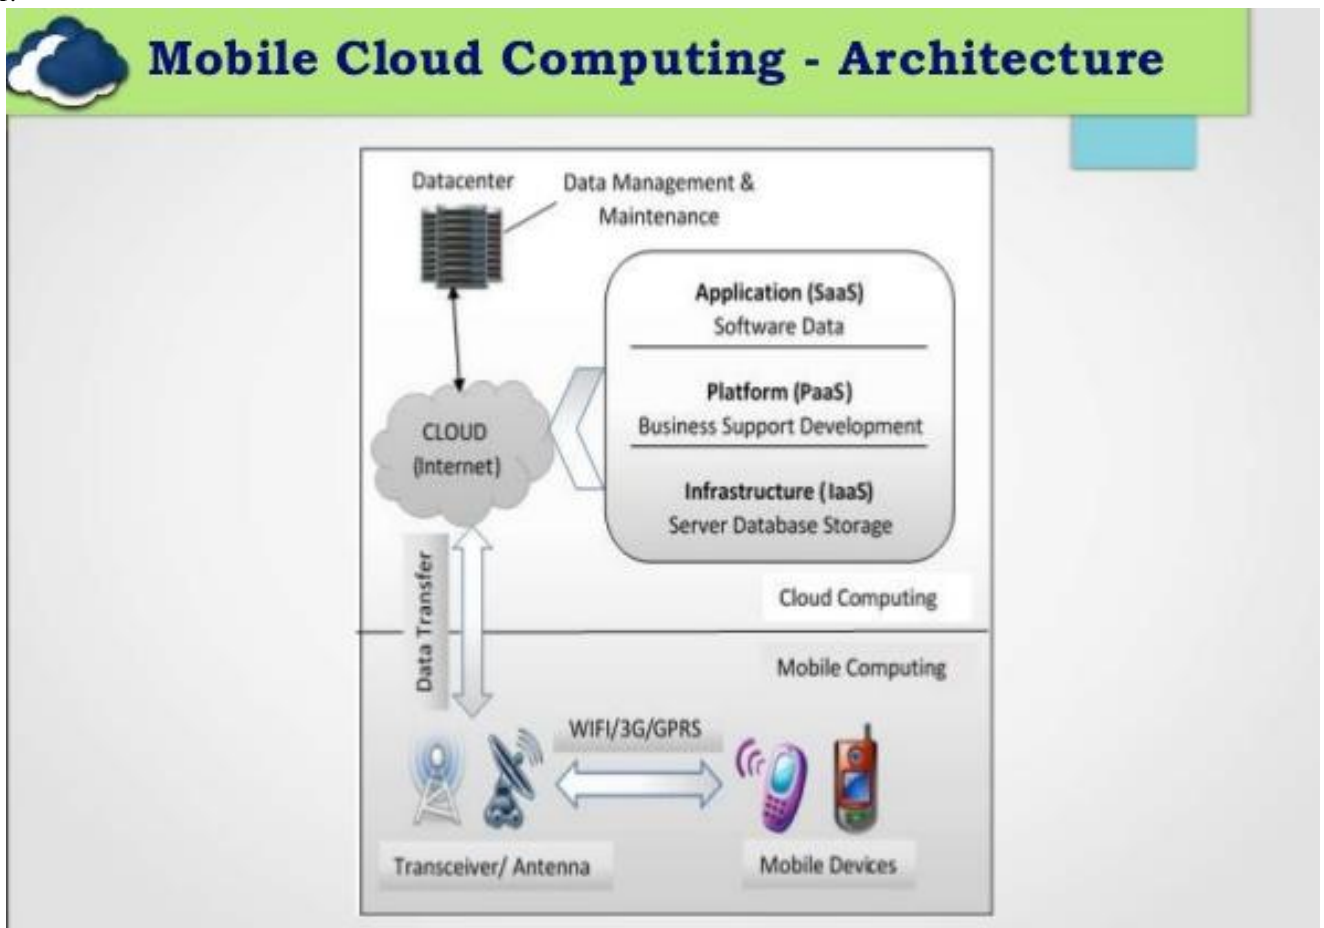 Mobile Cloud Computing - Architecture
Datacenter
Data Management &
Maintenance
Application (SaaS)
Software Data
Platform (PaaS)
Business Support Development
Infrastructure (IaaS)
Server Database Storage
CLOUD
(Internet)
Cloud Computing
Data Transfer
Mobile Computing
WIFI/3G/GPRS
Transceiver/ Antenna
Mobile Devices